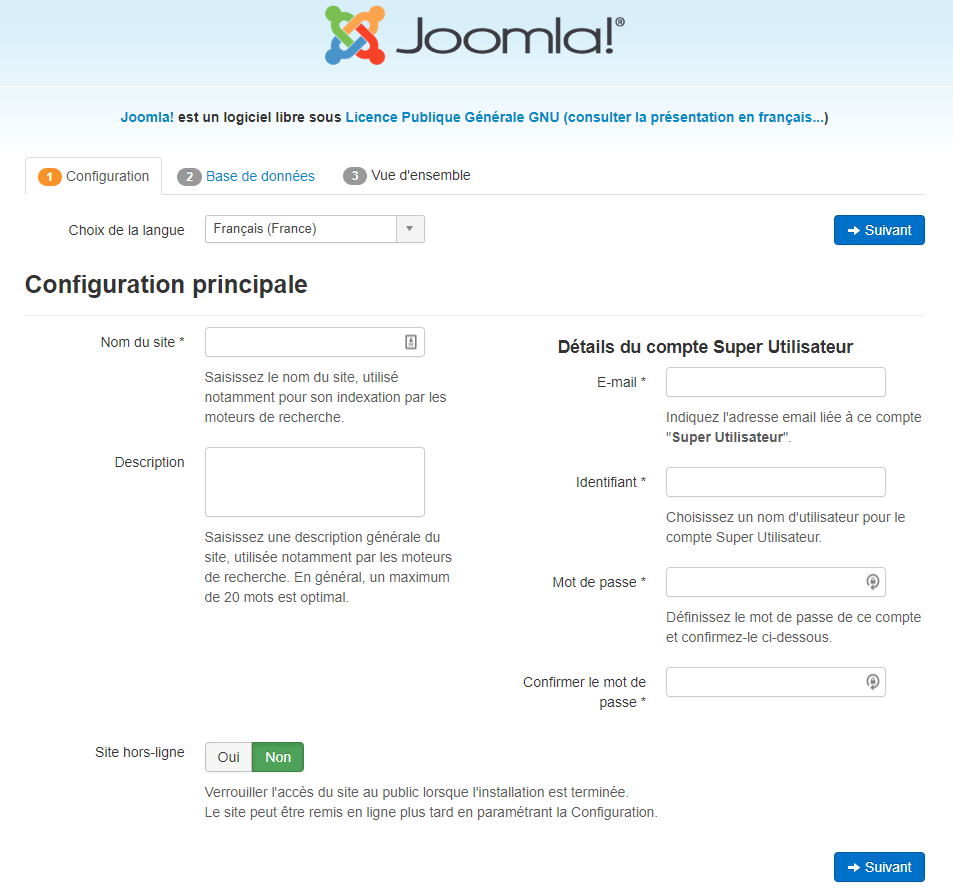 Joomla!®
Joomla! est un logiciel libre sous Licence Publique Générale GNU (consulter la présentation en français...)
1 Configuration
2 Base de données
3 Vue d'ensemble
Choix de la langue
Français (France)
Suivant
Configuration principale
Nom du site *
Saisissez le nom du site, utilisé
notamment pour son indexation par les
moteurs de recherche.
Description
Saisissez une description générale du
site, utilisée notamment par les moteurs
de recherche. En général, un maximum
de 20 mots est optimal.
Détails du compte Super Utilisateur
E-mail *
Indiquez l'adresse email liée à ce compte
"Super Utilisateur".
Identifiant *
Choisissez un nom d'utilisateur pour le
compte Super Utilisateur.
Mot de passe *
Définissez le mot de passe de ce compte
et confirmez-le ci-dessous.
Confirmer le mot de
passe *
Site hors-ligne
Oui
Non
Verrouiller l'accès du site au public lorsque l'installation est terminée.
Le site peut être remis en ligne plus tard en paramétrant la Configuration.
Suivant